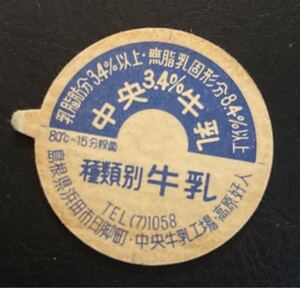 乳脂肪分3.4%以上・無脂乳固形分8.4%以上
3.4%
中央牛乳
80℃~15分殺菌
種類別 牛乳
TEL(7)1058
島根県浜田市日脚町・中央牛乳工場・高原好人